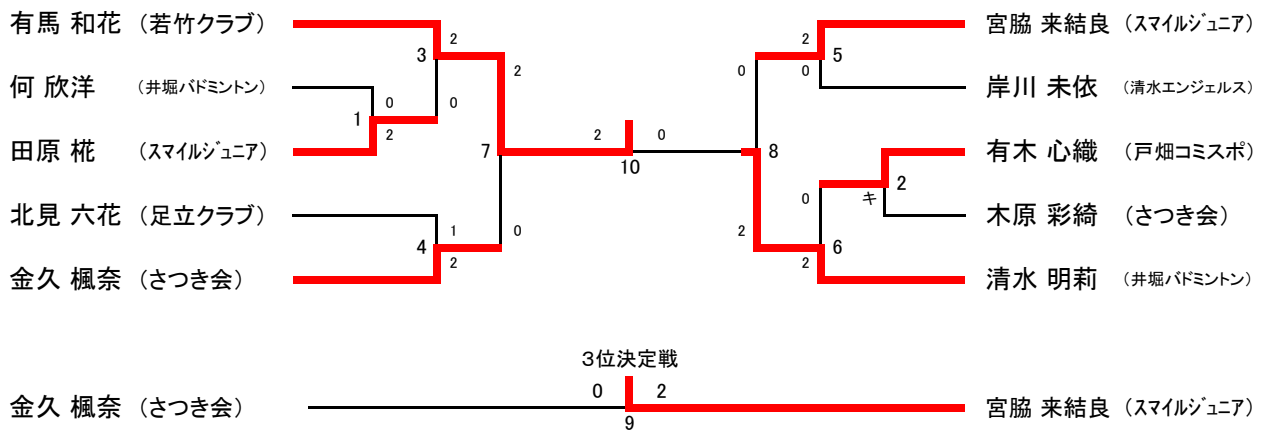 有馬 和花 (若竹クラブ)
2
3
何 欣洋 (井堀バドミントン)
2
0
0
1
2
田原 椛 (スマイルジュニア)
7
2
0
10
北見 六花 (足立クラブ)
1
0
4
2
金久 楓奈 (さつき会)
宮脇 来結良 (スマイルジュニア)
2
5
0
0
岸川 未依 (清水エンジェルス)
有木 心織 (戸畑コミスポ)
8
2
キ
0
木原 彩綺 (さつき会)
2
6
2
清水 明莉 (井堀バドミントン)
3位決定戦
0 2
金久 楓奈 (さつき会)
9
宮脇 来結良 (スマイルジュニア)